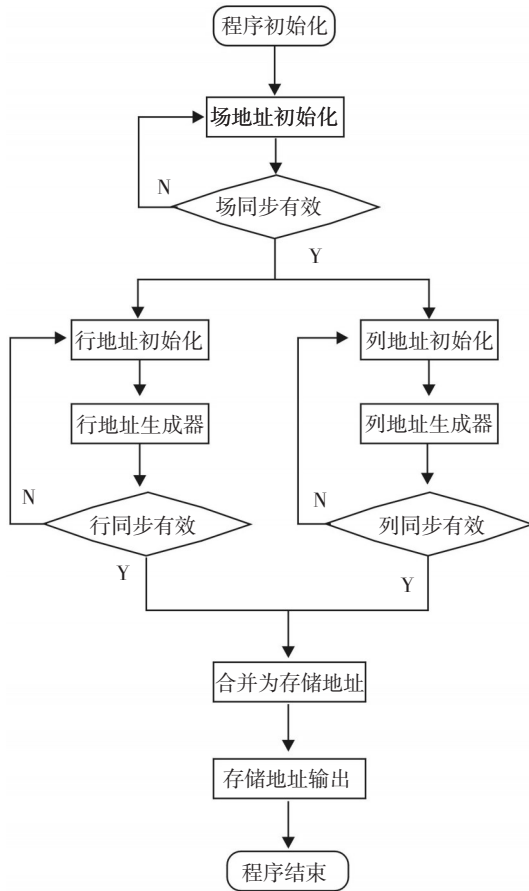 程序初始化
场地址初始化
N
场同步有效
Y
行地址初始化
列地址初始化
行地址生成器
列地址生成器
N
N
行同步有效
列同步有效
Y
Y
合并为存储地址
存储地址输出
程序结束